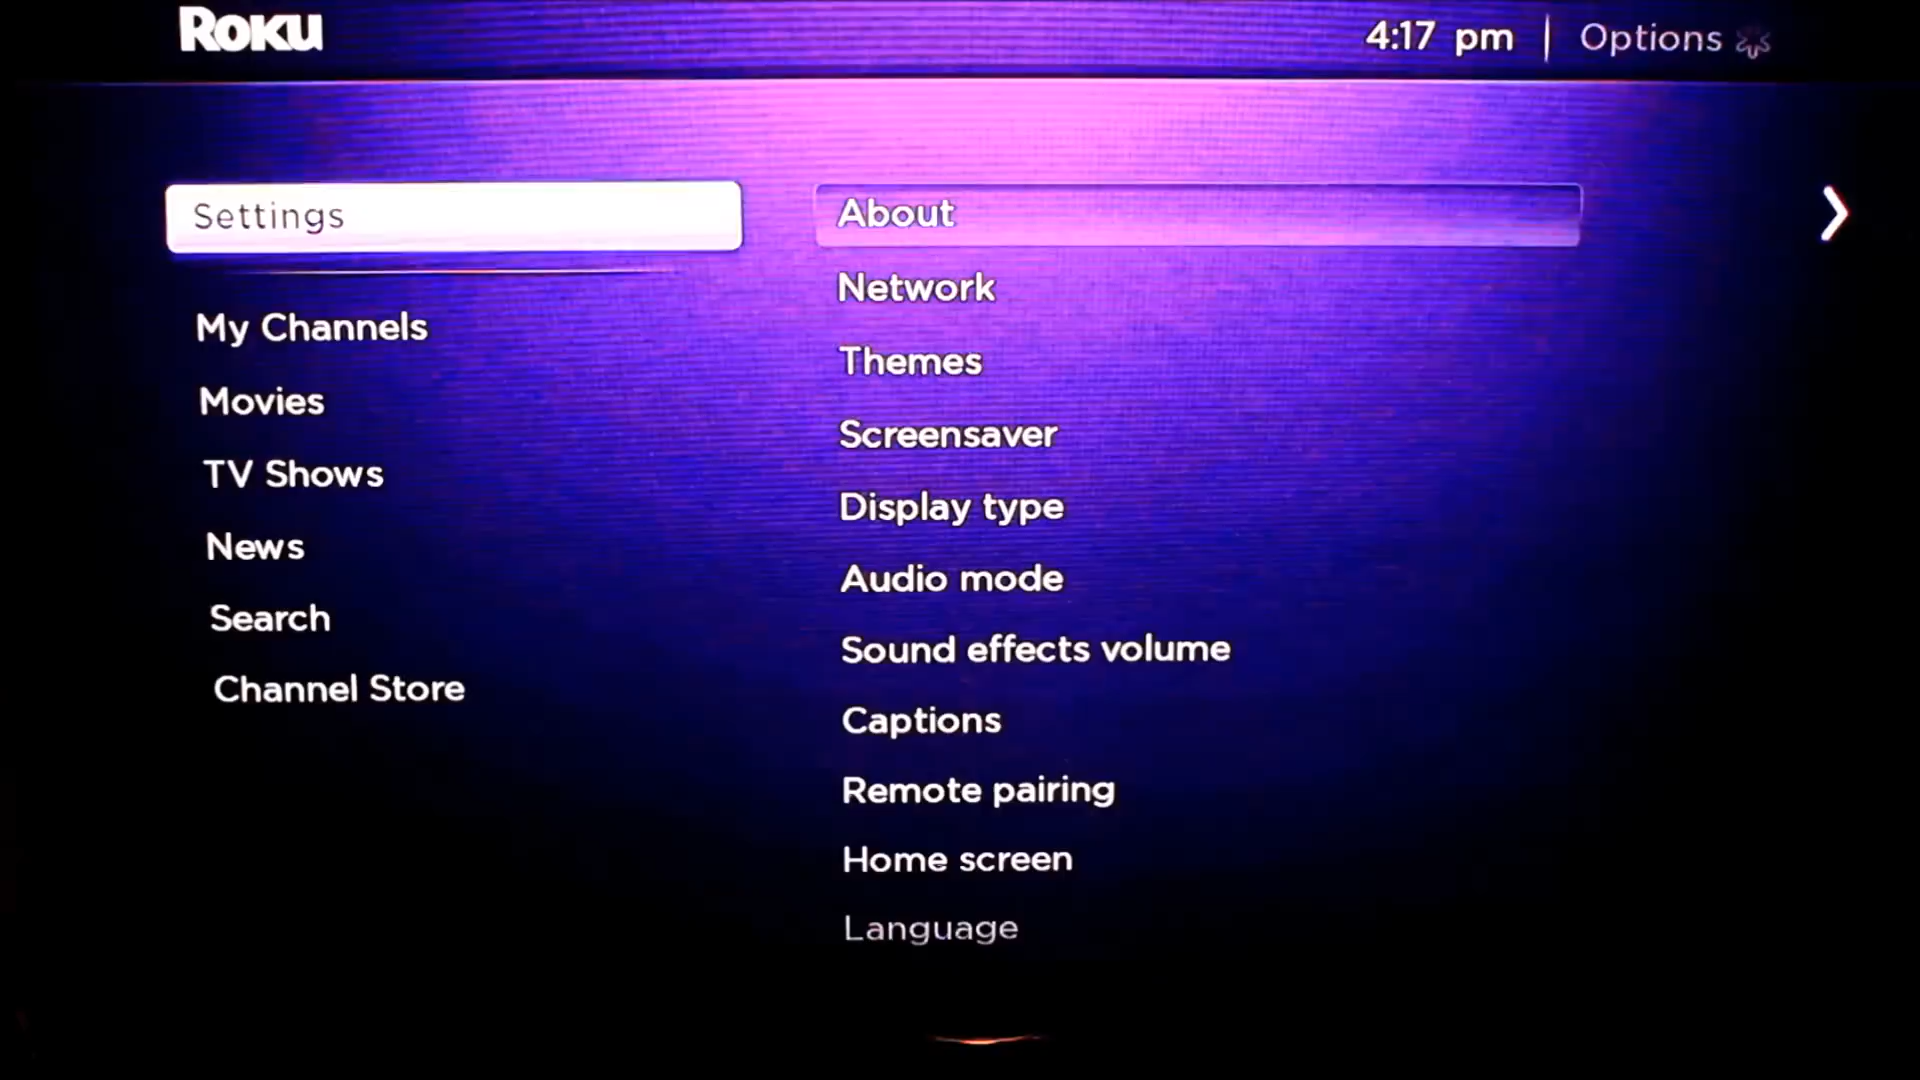 Roku
4:17 pm | Options
Settings
My Channels
Movies
TV Shows
News
Search
Channel Store
About
Network
Themes
Screensaver
Display type
Audio mode
Sound effects volume
Captions
Remote pairing
Home screen
Language